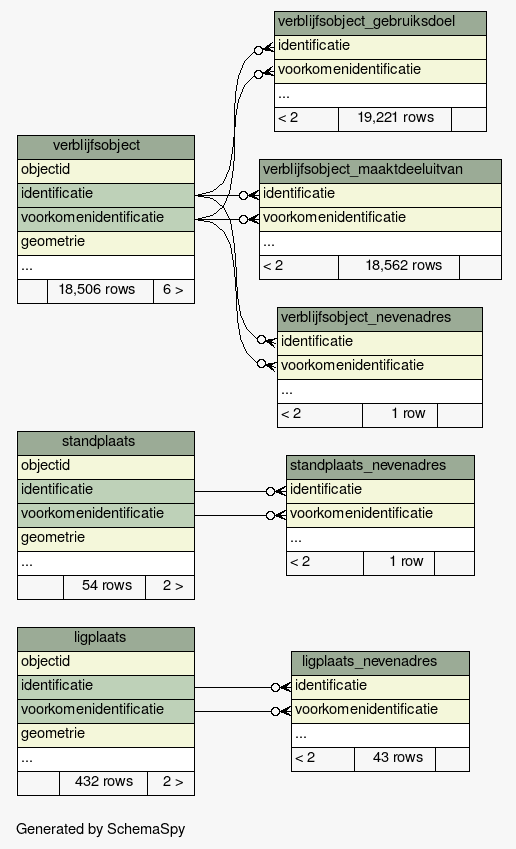 verblijfsobject_gebruiksdoel
identificatie
voorkomenidentificatie
...
< 2 19,221 rows
verblijfsobject
objectid
identificatie
voorkomenidentificatie
geometrie
...
18,506 rows 6 >
verblijfsobject_maaktdeeluitvan
identificatie
voorkomenidentificatie
...
< 2 18,562 rows
verblijfsobject_nevenadres
identificatie
voorkomenidentificatie
...
< 2 1 row
standplaats
objectid
identificatie
voorkomenidentificatie
geometrie
...
54 rows 2 >
standplaats_nevenadres
identificatie
voorkomenidentificatie
...
< 2 1 row
ligplaats
objectid
identificatie
voorkomenidentificatie
geometrie
...
432 rows 2 >
ligplaats_nevenadres
identificatie
voorkomenidentificatie
...
< 2 43 rows
Generated by SchemaSpy